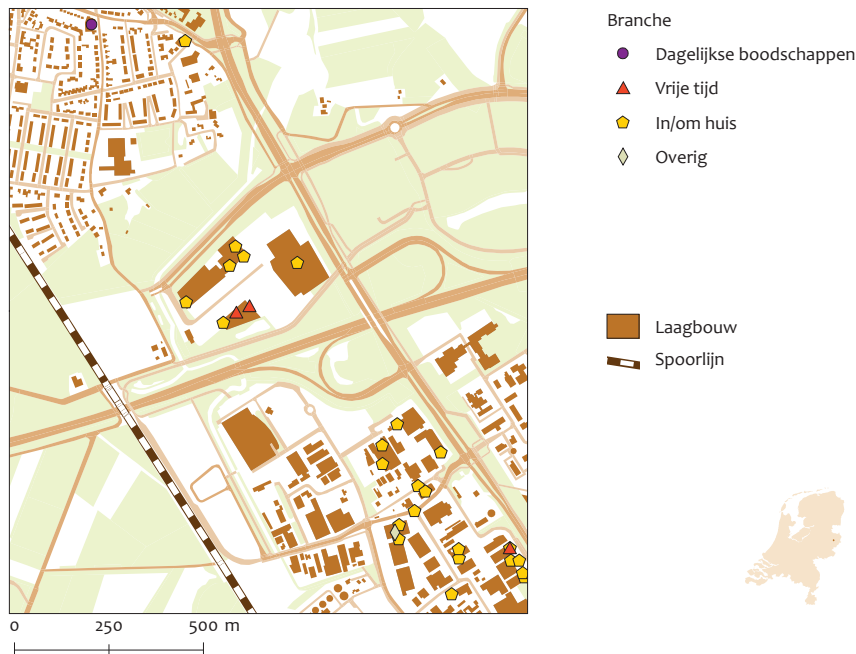 Branche
Dagelijkse boodschappen
Vrije tijd
In/om huis
Overig
Laagbouw
Spoorlijn
0 250 500 m